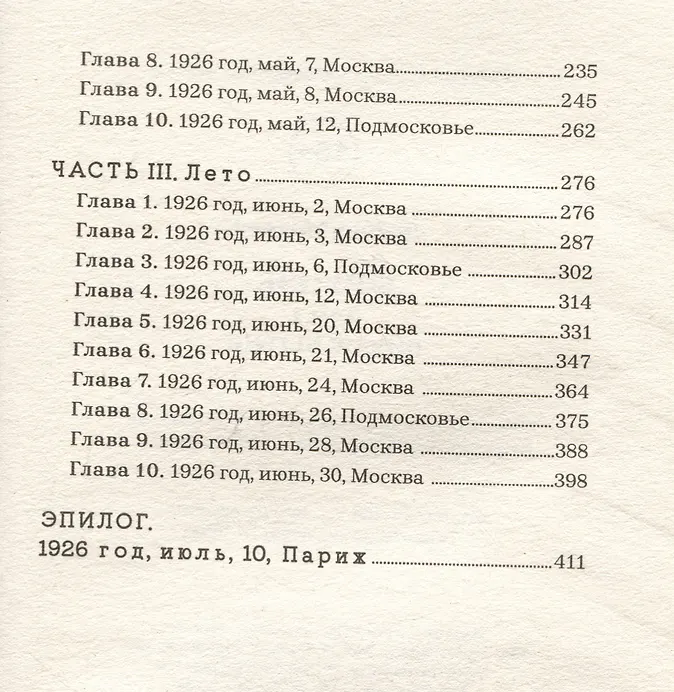 Глава 8. 1926 год, май, 7, Москва........................235
Глава 9. 1926 год, май, 8, Москва........................245
Глава 10. 1926 год, май, 12, Подмосковье................262
ЧАСТЬ III. Лето................................................276
Глава 1. 1926 год, июнь, 2, Москва ......................276
Глава 2. 1926 год, июнь, 3, Москва ......................287
Глава 3. 1926 год, июнь, 6, Подмосковье ..............302
Глава 4. 1926 год, июнь, 12, Москва ....................314
Глава 5. 1926 год, июнь, 20, Москва ....................331
Глава 6. 1926 год, июнь, 21, Москва ....................347
Глава 7. 1926 год, июнь, 24, Москва ....................364
Глава 8. 1926 год, июнь, 26, Подмосковье.............375
Глава 9. 1926 год, июнь, 28, Москва ....................388
Глава 10. 1926 год, июнь, 30, Москва ..................398
ЭПИЛОГ.
1926 год, июль, 10, Париж............................411